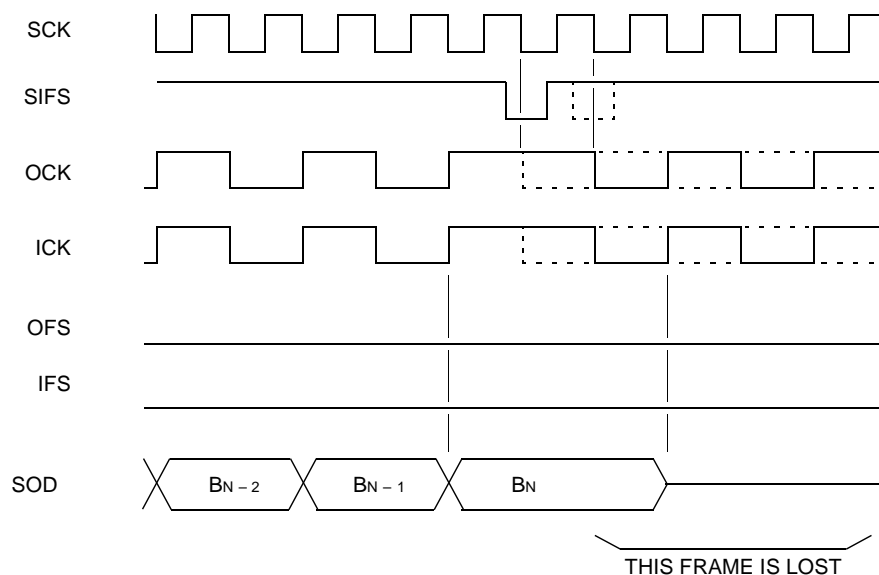 SCK
SIFS
OCK
ICK
OFS
IFS
SOD BN – 2 BN – 1 BN
THIS FRAME IS LOST